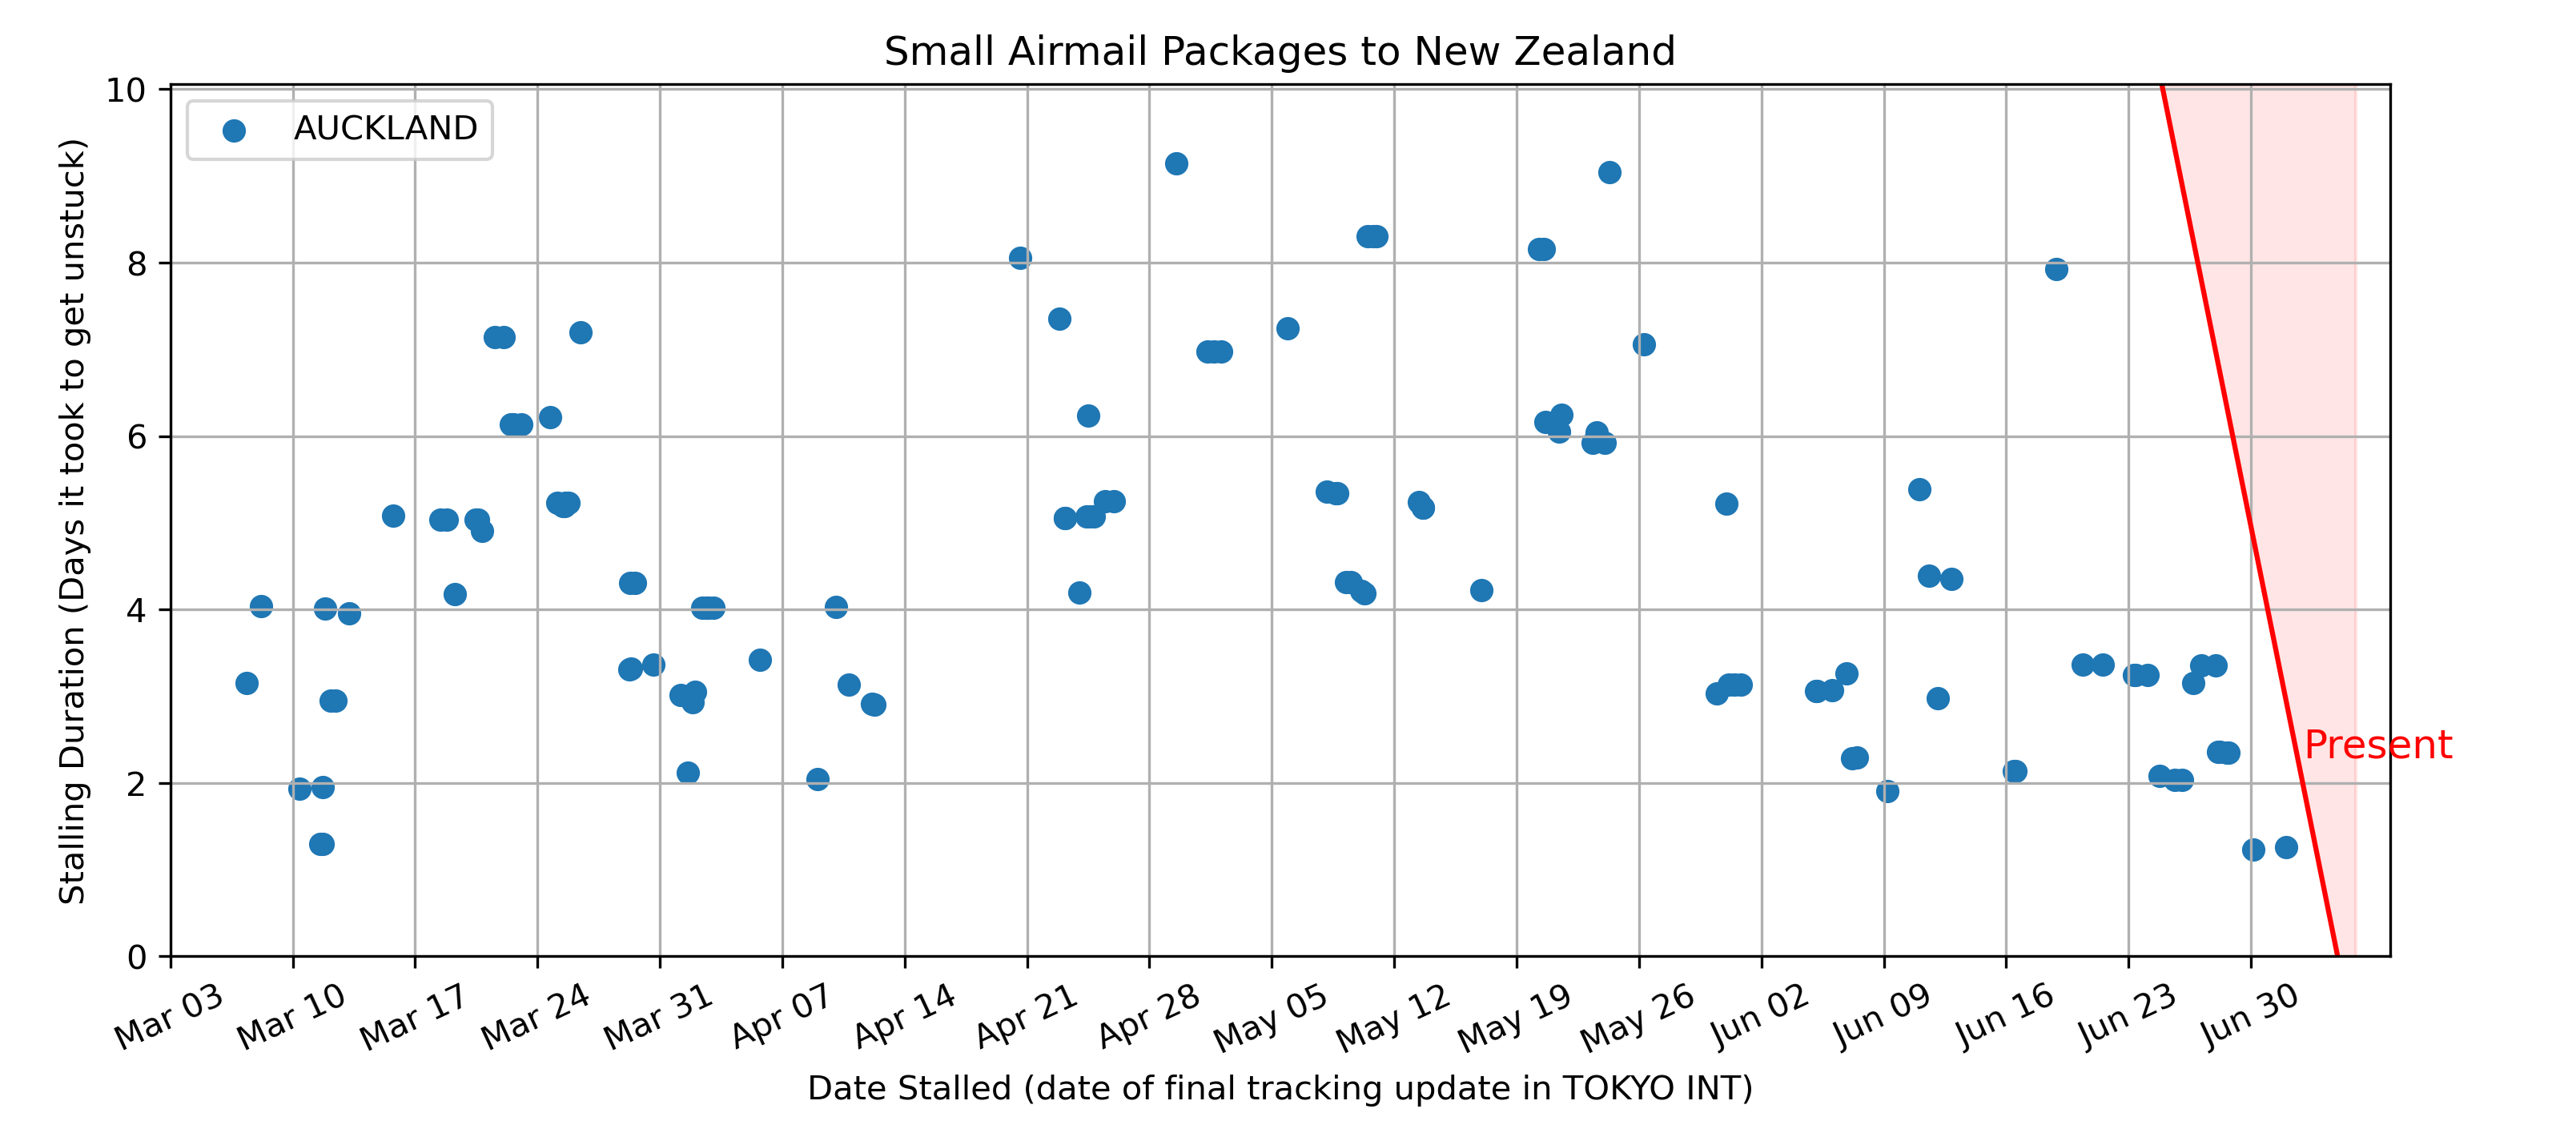 Small Airmail Packages to New Zealand
AUCKLAND
Stalling Duration (Days it took to get unstuck)
10
8
6
4
2
0
Present
Mar 03
Mar 10
Mar 17
Mar 24
Mar 31
Apr 07
Apr 14
Apr 21
Apr 28
May 05
May 12
May 19
May 26
Jun 02
Jun 09
Jun 16
Jun 23
Jun 30
Date Stalled (date of final tracking update in TOKYO INT)